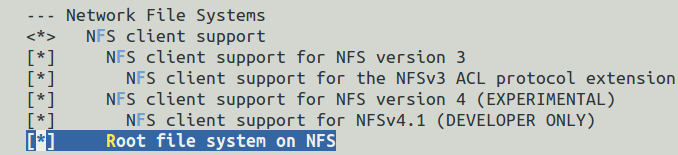 --- Network File Systems
<*>   NFS client support
[*]     NFS client support for NFS version 3
[*]       NFS client support for the NFSv3 ACL protocol extension
[*]     NFS client support for NFS version 4 (EXPERIMENTAL)
[*]       NFS client support for NFSv4.1 (DEVELOPER ONLY)
[*]     Root file system on NFS